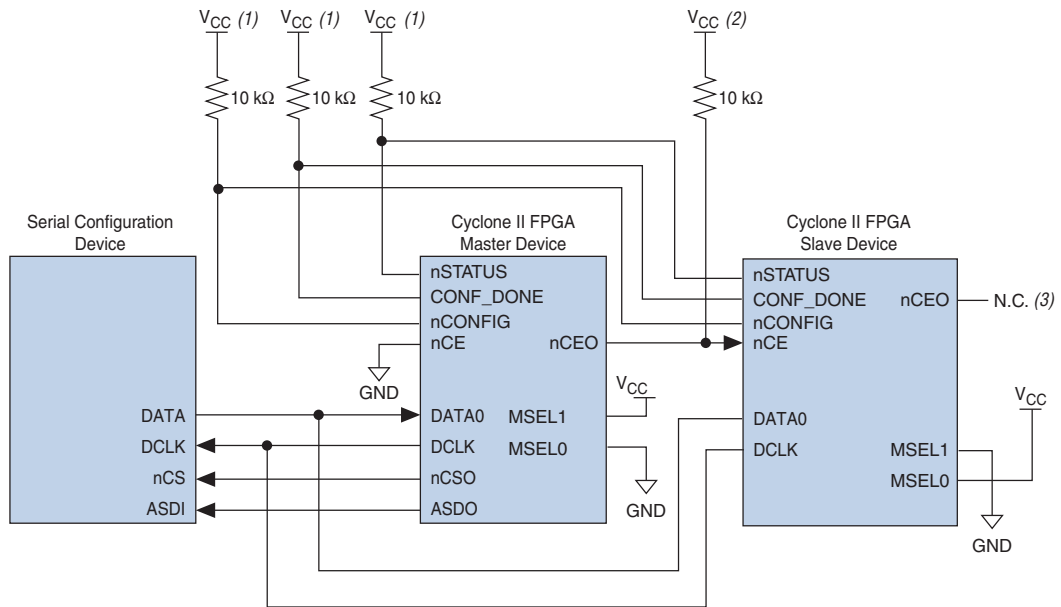 VCC (1) VCC (1) VCC (1) VCC (2)
10 kΩ 10 kΩ 10 kΩ 10 kΩ
Serial Configuration
Device
Cyclone II FPGA
Master Device
Cyclone II FPGA
Slave Device
DATA
DCLK
nCS
ASDI
nSTATUS
CONF_DONE
nCONFIG
nCE nCEO
GND
DATA0 MSEL1 VCC
DCLK MSEL0
nCSO
ASDO
GND
nSTATUS
CONF_DONE nCEO N.C. (3)
nCONFIG
nCE
VCC
DATA0
DCLK MSEL1
MSEL0
GND